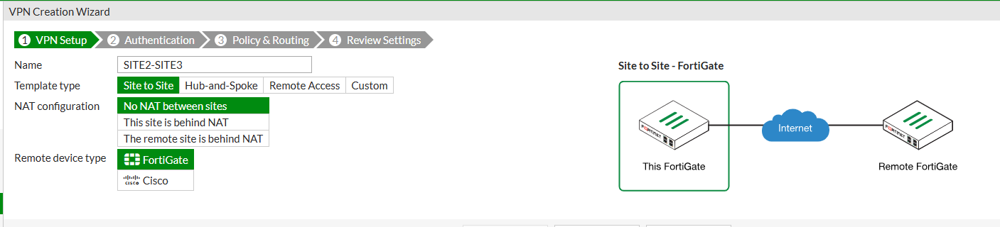 VPN Creation Wizard
1 VPN Setup 2 Authentication 3 Policy & Routing 4 Review Settings
Name SITE2-SITE3
Template type Site to Site Hub-and-Spoke Remote Access Custom
NAT configuration No NAT between sites
This site is behind NAT
The remote site is behind NAT
Remote device type FortiGate
CISCO Cisco
Site to Site - FortiGate
FORTINET Internet FORTINET
This FortiGate Remote FortiGate